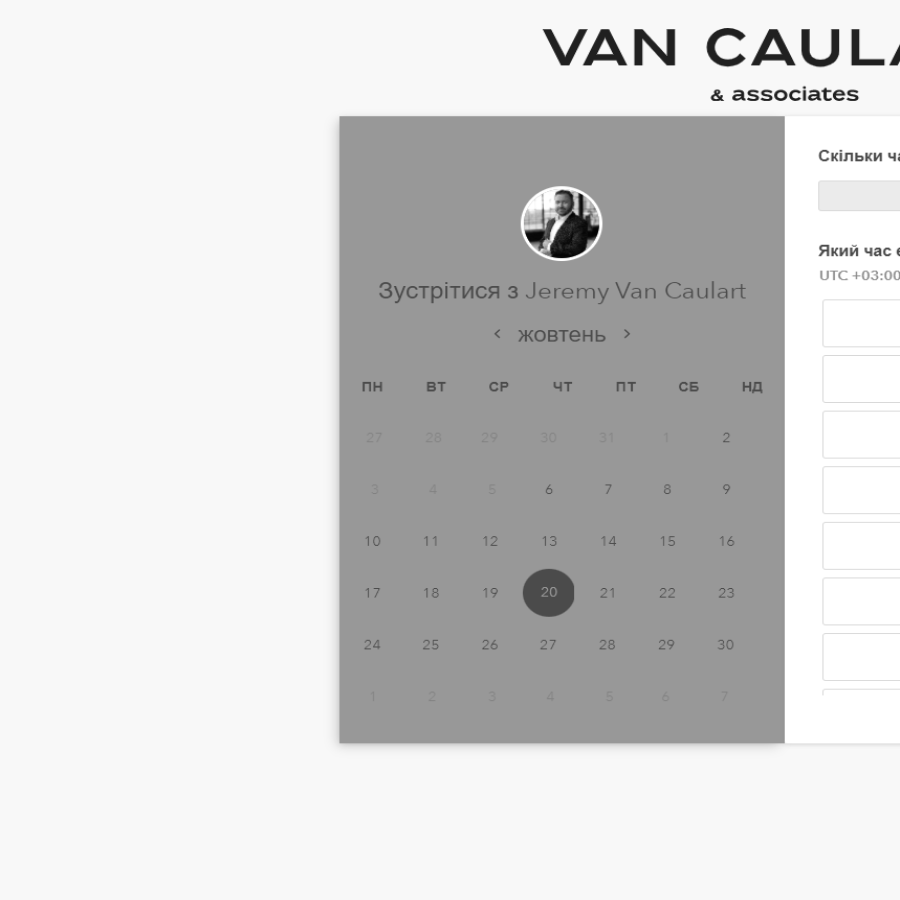 VAN CAULA
& associates
Зустрітися з Jeremy Van Caulart
< жовтень >
ПН ВТ СР ЧТ ПТ СБ НД
27 28 29 30 31 1 2
3 4 5 6 7 8 9
10 11 12 13 14 15 16
17 18 19 20 21 22 23
24 25 26 27 28 29 30
1 2 3 4 5 6 7
Скільки ча
Який час є
UTC +03:00